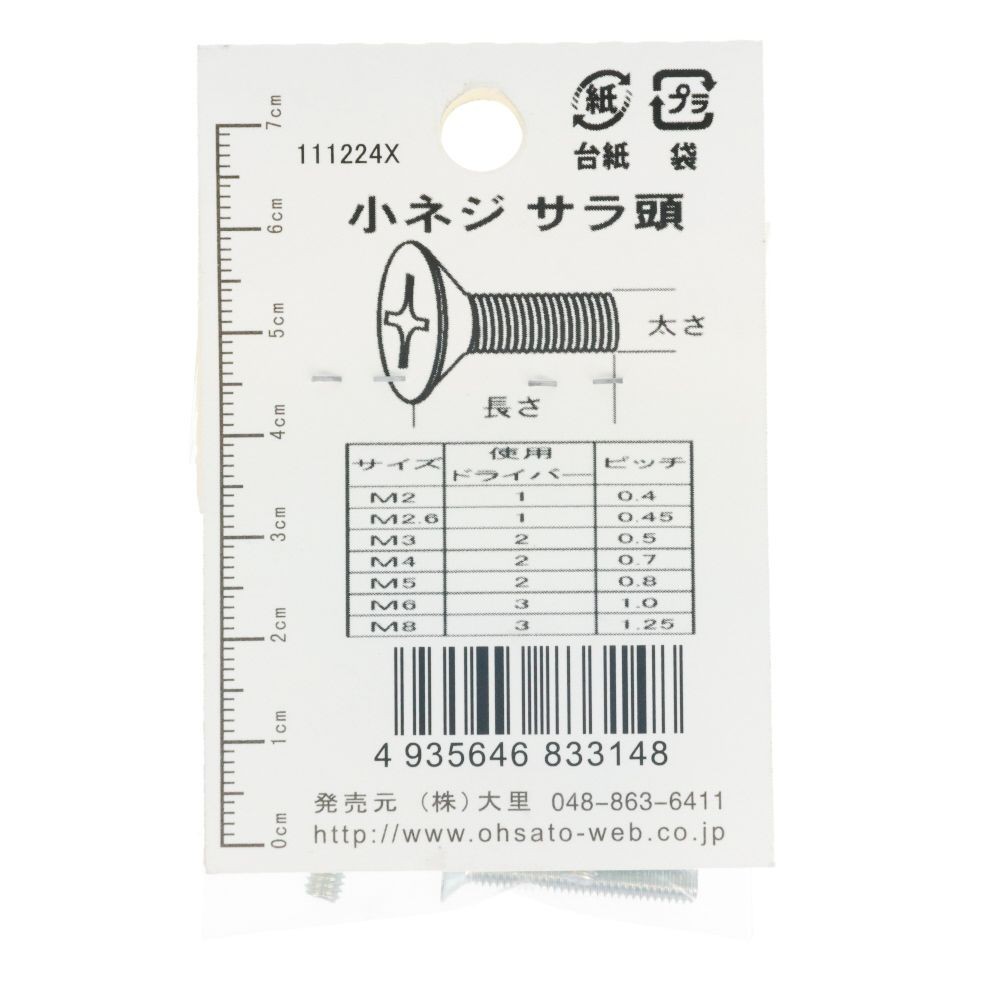 紙 プラ
台紙 袋
111224X
小ネジ サラ頭
太さ
長さ
サイズ 使用ドライバー ピッチ
M2 1 0.4
M2.6 1 0.45
M3 2 0.5
M4 2 0.7
M5 2 0.8
M6 3 1.0
M8 3 1.25
7cm
6cm
5cm
4cm
3cm
2cm
1cm
0cm
4 935646 833148
発売元 (株)大里 048-863-6411
http://www.ohsato-web.co.jp